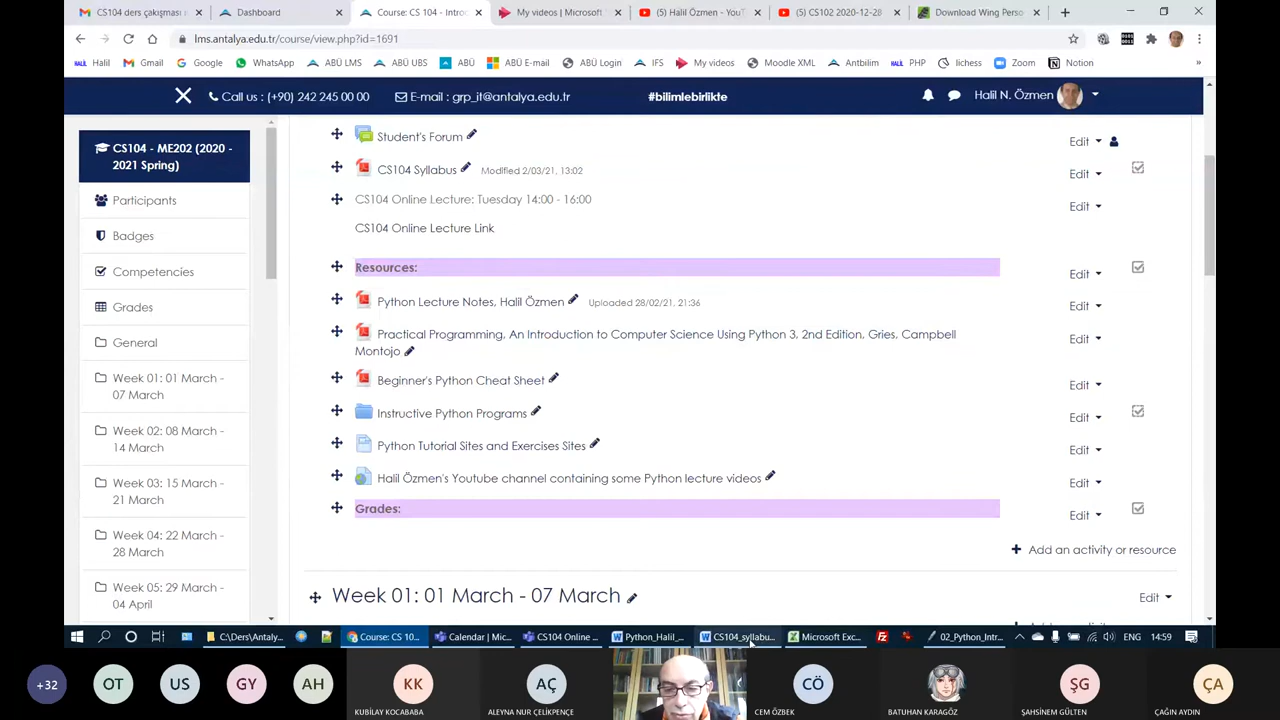 CS104 ders çakışması
Dashboard
Course: CS 104 - Intro
My videos | Microsoft
(5) Halil Özmen - YouT
(5) CS102 2020-12-28
Download Wing Perso
lms.antalya.edu.tr/course/view.php?id=1691
HALİL Halil
Gmail
Google
WhatsApp
ABÜ LMS
ABÜ UBS
ABÜ
ABÜ E-mail
ABÜ Login
IFS
My videos
Moodle XML
Antbilim
HALİL PHP
lichess
Zoom
Notion
»
Call us : (+90) 242 245 00 00
E-mail : grp_it@antalya.edu.tr
#bilimlebirlikte
Halil N. Özmen
CS104 - ME202 (2020 -
2021 Spring)
Participants
Badges
Competencies
Grades
General
Week 01: 01 March -
07 March
Week 02: 08 March -
14 March
Week 03: 15 March -
21 March
Week 04: 22 March -
28 March
Week 05: 29 March -
04 April
Student's Forum
Edit
CS104 Syllabus Modified 2/03/21, 13:02
Edit
CS104 Online Lecture: Tuesday 14:00 - 16:00
Edit
CS104 Online Lecture Link
Resources:
Edit
Python Lecture Notes, Halil Özmen Uploaded 28/02/21, 21:36
Edit
Practical Programming, An Introduction to Computer Science Using Python 3, 2nd Edition, Gries, Campbell
Montojo
Edit
Beginner's Python Cheat Sheet
Edit
Instructive Python Programs
Edit
Python Tutorial Sites and Exercises Sites
Edit
Halil Özmen's Youtube channel containing some Python lecture videos
Edit
Grades:
Edit
Add an activity or resource
Week 01: 01 March - 07 March
Edit
C:\Ders\Antaly...
Course: CS 10...
Calendar | Mic...
CS104 Online ...
Python_Halil_...
CS104_syllabu...
Microsoft Exc...
02_Python_Intr...
ENG
14:59
+32
OT
US
GY
AH
KK
KUBİLAY KOCABABA
AÇ
ALEYNA NUR ÇELİKPENÇE
CÖ
CEM ÖZBEK
BATUHAN KARAGÖZ
ŞG
ŞAHSİNEM GÜLTEN
ÇA
ÇAĞIN AYDIN